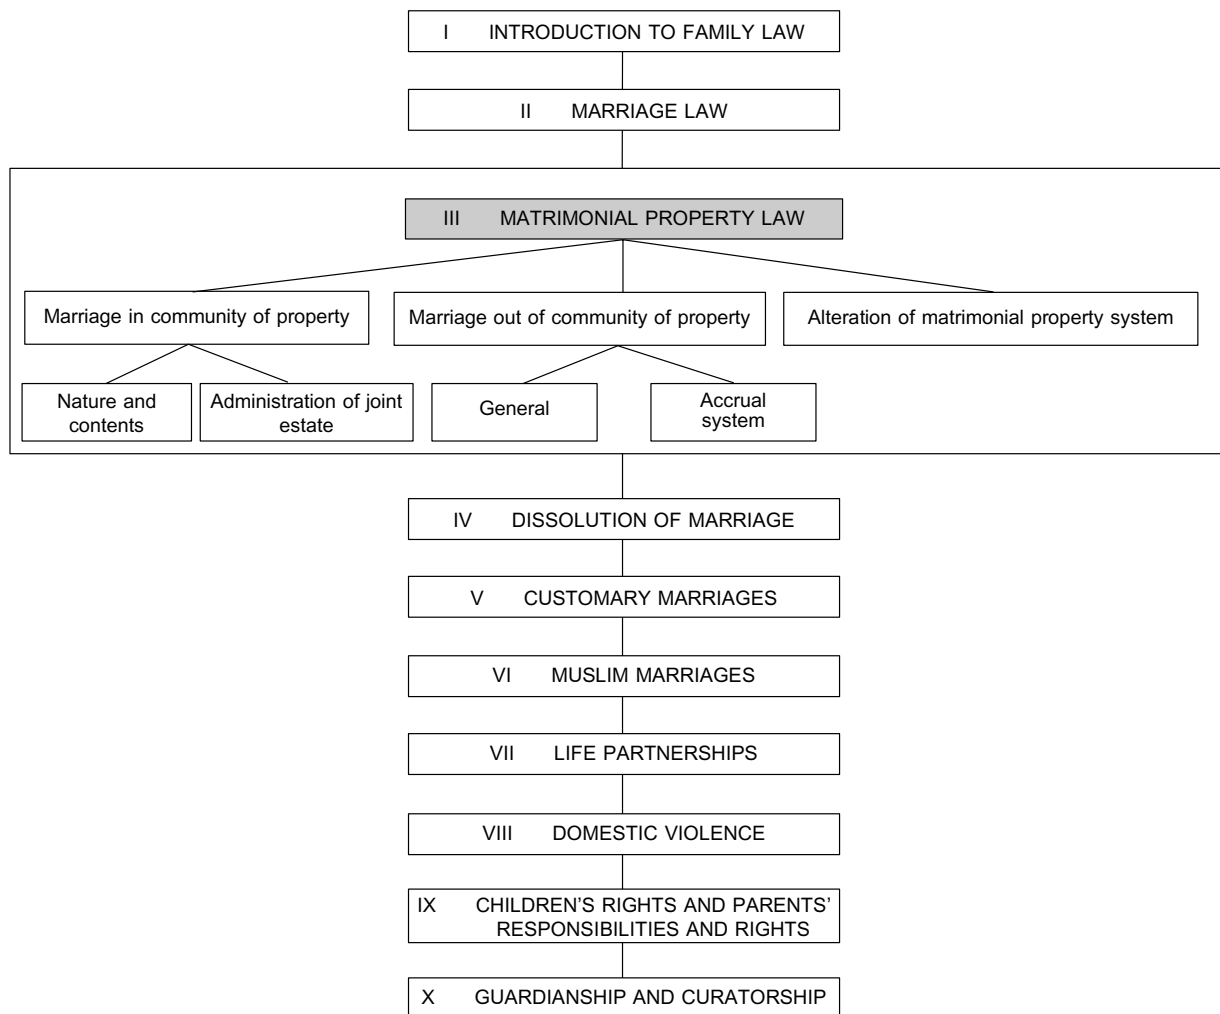 I INTRODUCTION TO FAMILY LAW
II MARRIAGE LAW
III MATRIMONIAL PROPERTY LAW
Marriage in community of property
Marriage out of community of property
Alteration of matrimonial property system
Nature and
contents
Administration of joint
estate
General
Accrual
system
IV DISSOLUTION OF MARRIAGE
V CUSTOMARY MARRIAGES
VI MUSLIM MARRIAGES
VII LIFE PARTNERSHIPS
VIII DOMESTIC VIOLENCE
IX CHILDREN’S RIGHTS AND PARENTS’
RESPONSIBILITIES AND RIGHTS
X GUARDIANSHIP AND CURATORSHIP